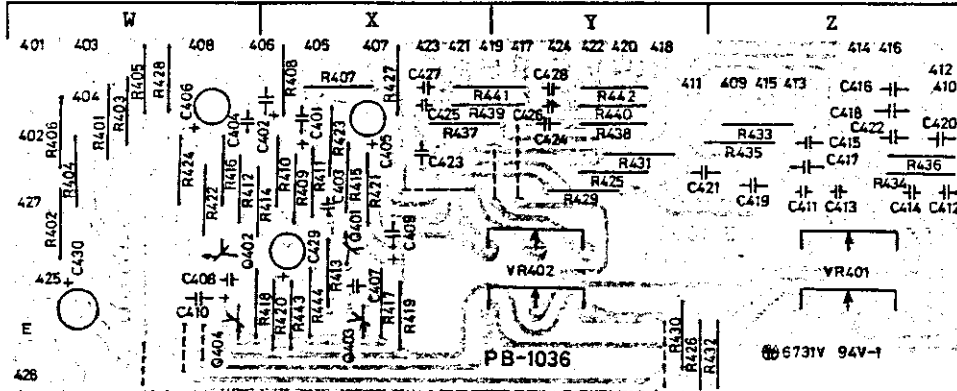 W X Y Z
401 403 408 406 405 407 423 421 419 417 424 422 420 418 414 416
R405 R428 R408 R407 R427 C427 C428 411 409 415 413 C416 412 410
404 R403 C406 R441 R442
R401 C404 C402 C401 R423 C425 R439 C426 R440 C418
402 R406 C405 R437 C424 R438 R433 C422 C420
R424 R416 R410 R411 C423 R431 R435 C415 C417 R436
R404 R422 R412 R414 R409 C403 R415 R421 R425 C421 R434
427 R402 R429 C419 C411 C413 C414 C412
C430 Q402 C429 Q401 C409
425 C408 R413 C407 VR402 VR401
C410 R418 R420 R443 R444 R417 R419
E Q404 Q403 PB-1036 R430 R426 R432 6731V 94V-1
428